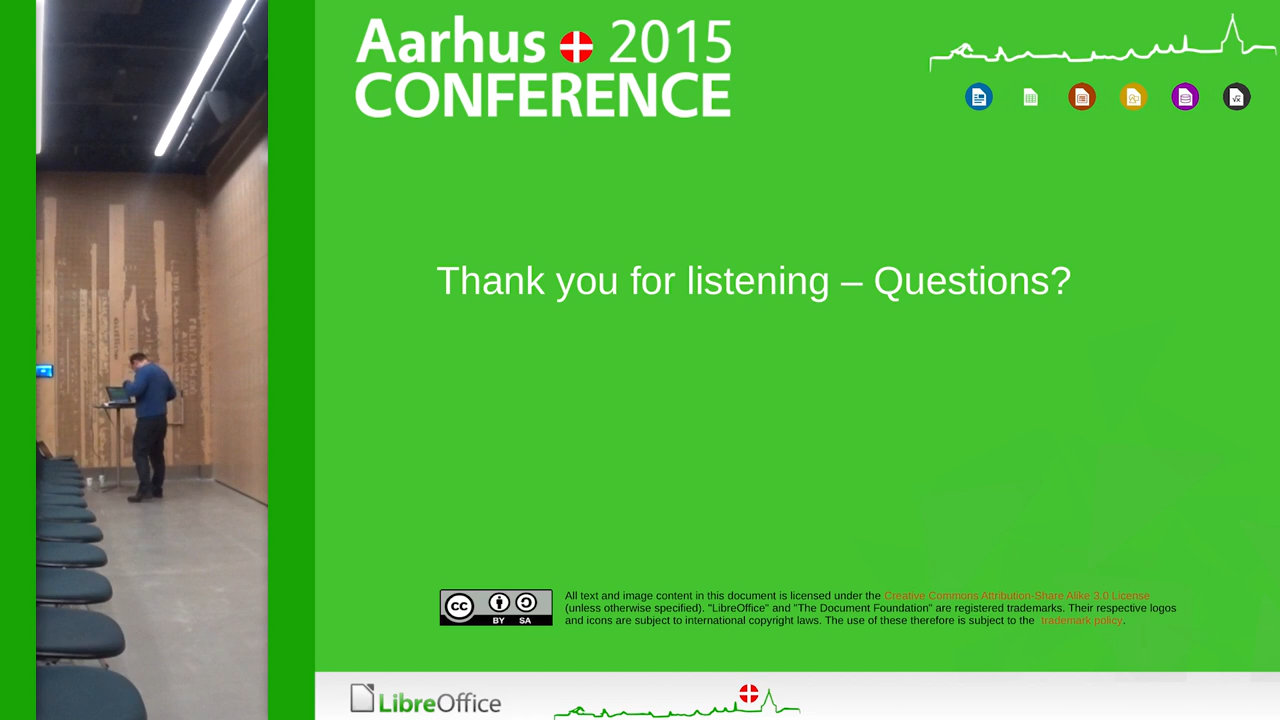 Aarhus 2015
CONFERENCE
Thank you for listening – Questions?
All text and image content in this document is licensed under the Creative Commons Attribution-Share Alike 3.0 License
(unless otherwise specified). "LibreOffice" and "The Document Foundation" are registered trademarks. Their respective logos
and icons are subject to international copyright laws. The use of these therefore is subject to the trademark policy.
CC
BY SA
LibreOffice